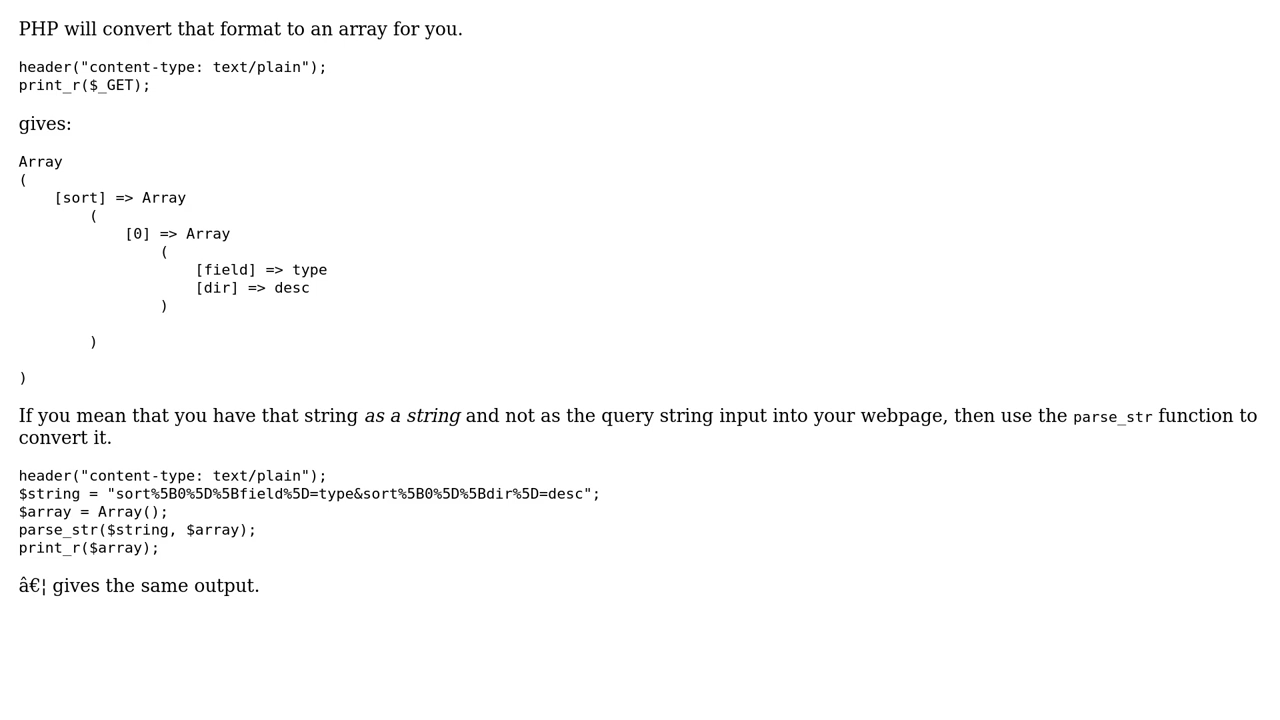 PHP will convert that format to an array for you.
header("content-type: text/plain");
print_r($_GET);
gives:
Array
(
    [sort] => Array
        (
            [0] => Array
                (
                    [field] => type
                    [dir] => desc
                )
        )
)
If you mean that you have that string as a string and not as the query string input into your webpage, then use the parse_str function to
convert it.
header("content-type: text/plain");
$string = "sort%5B0%5D%5Bfield%5D=type&sort%5B0%5D%5Bdir%5D=desc";
$array = Array();
parse_str($string, $array);
print_r($array);
â€¦ gives the same output.